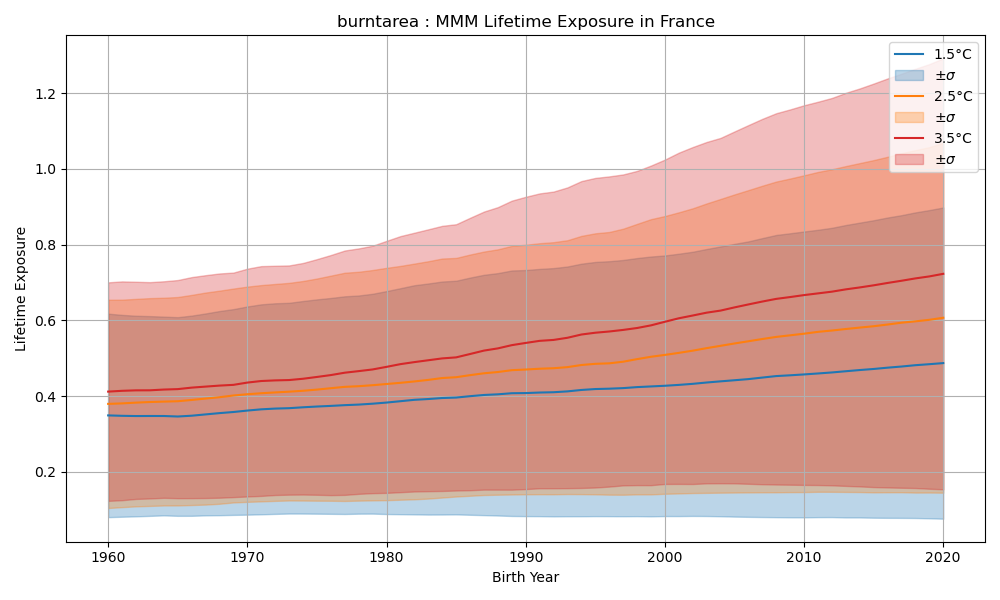 burntarea : MMM Lifetime Exposure in France
1.5°C
±σ
2.5°C
±σ
3.5°C
±σ
1.2
1.0
0.8
0.6
0.4
0.2
Lifetime Exposure
1960 1970 1980 1990 2000 2010 2020
Birth Year